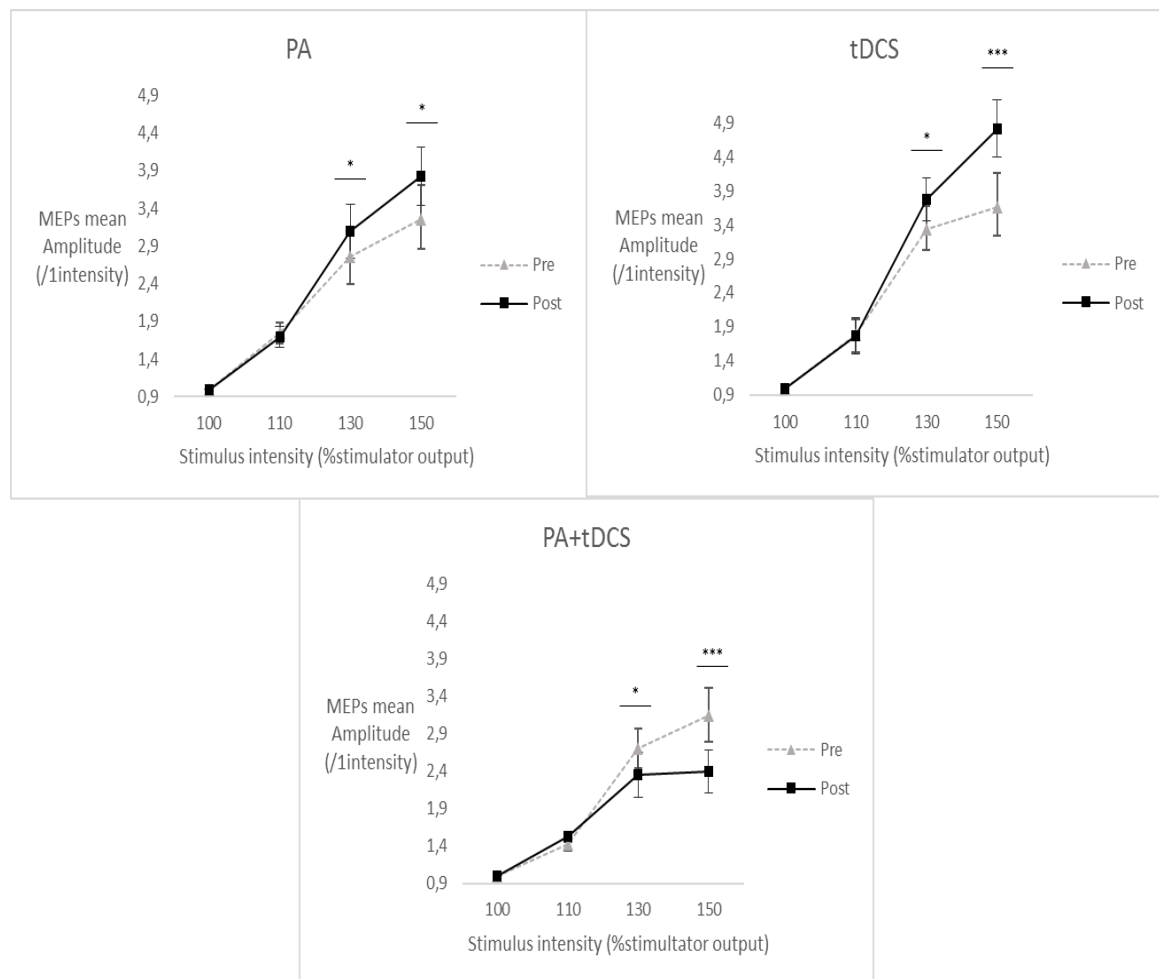 PA
*
*
4,9
4,4
3,9
3,4
2,9
2,4
1,9
1,4
0,9
MEPs mean
Amplitude
(/1intensity)
Pre
Post
100 110 130 150
Stimulus intensity (%stimulator output)
tDCS
***
*
4,9
4,4
3,9
3,4
2,9
2,4
1,9
1,4
0,9
MEPs mean
Amplitude
(/1intensity)
Pre
Post
100 110 130 150
Stimulus intensity (%stimulator output)
PA+tDCS
***
*
4,9
4,4
3,9
3,4
2,9
2,4
1,9
1,4
0,9
MEPs mean
Amplitude
(/1intensity)
Pre
Post
100 110 130 150
Stimulus intensity (%stimultator output)